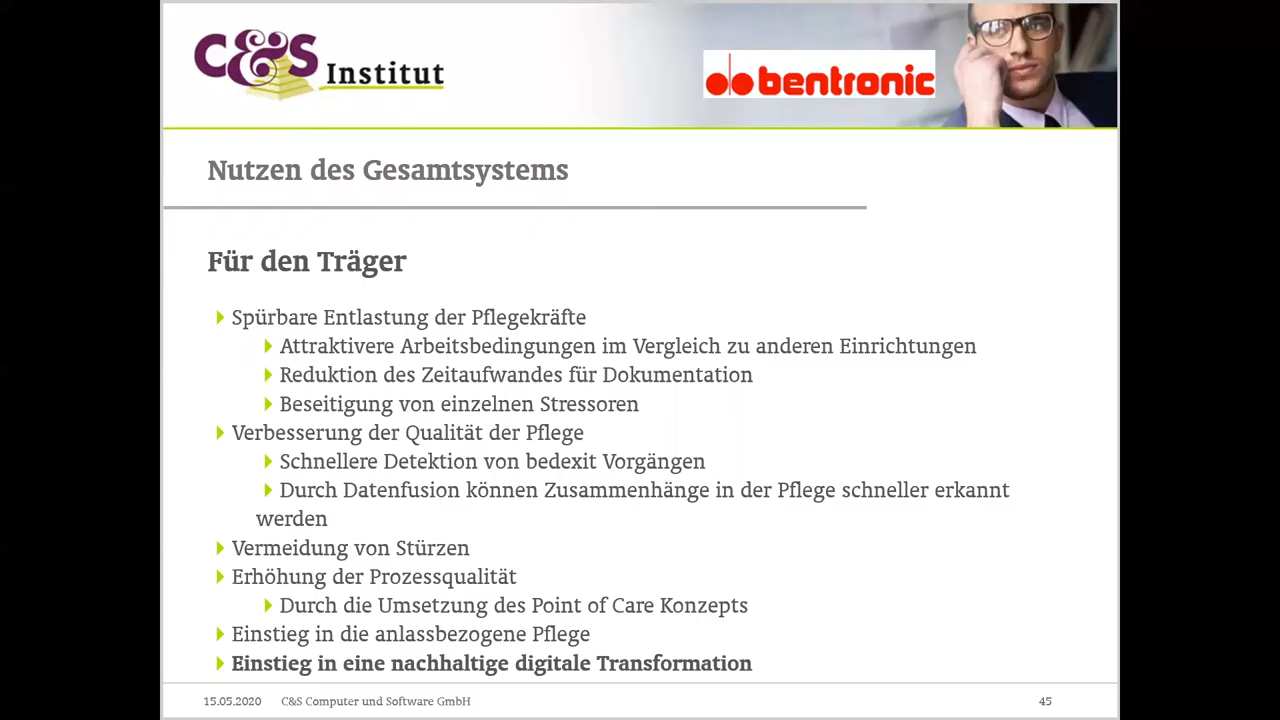 C&S Institut
bentronic
Nutzen des Gesamtsystems
Für den Träger
Spürbare Entlastung der Pflegekräfte
Attraktivere Arbeitsbedingungen im Vergleich zu anderen Einrichtungen
Reduktion des Zeitaufwandes für Dokumentation
Beseitigung von einzelnen Stressoren
Verbesserung der Qualität der Pflege
Schnellere Detektion von bedexit Vorgängen
Durch Datenfusion können Zusammenhänge in der Pflege schneller erkannt
werden
Vermeidung von Stürzen
Erhöhung der Prozessqualität
Durch die Umsetzung des Point of Care Konzepts
Einstieg in die anlassbezogene Pflege
Einstieg in eine nachhaltige digitale Transformation
15.05.2020 C&S Computer und Software GmbH 45